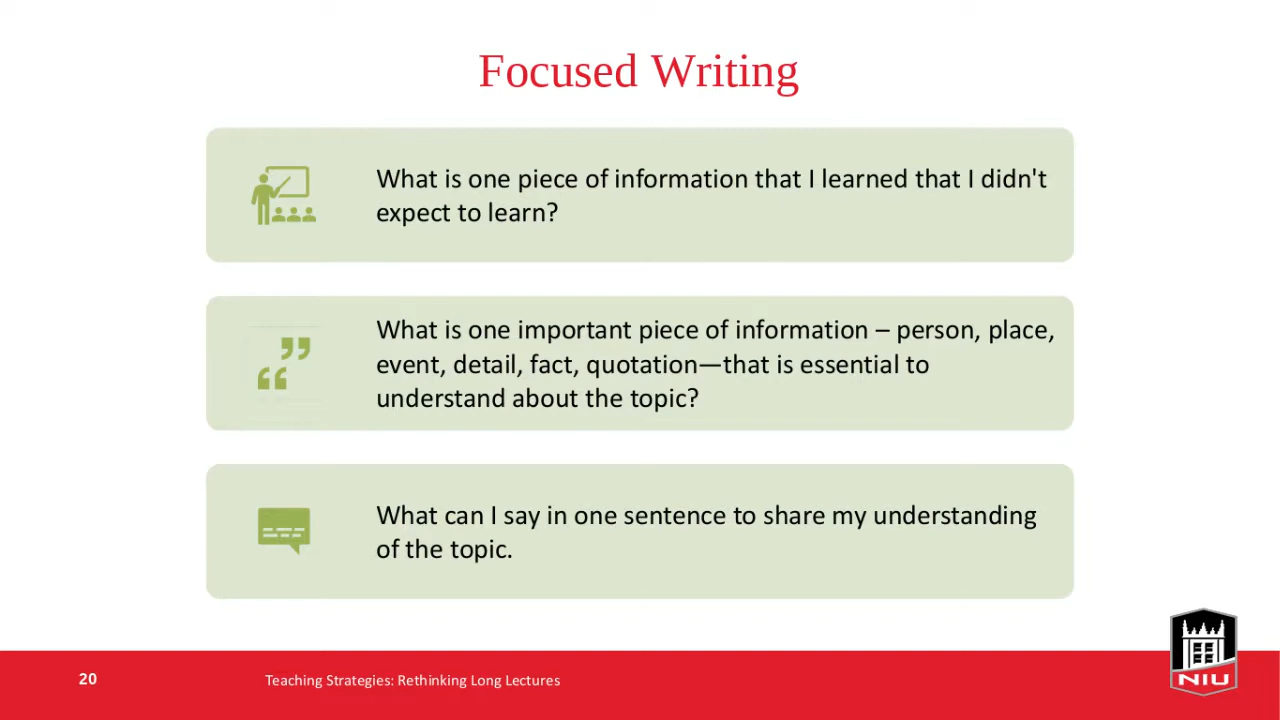 Focused Writing
What is one piece of information that I learned that I didn't
expect to learn?
What is one important piece of information – person, place,
event, detail, fact, quotation—that is essential to
understand about the topic?
What can I say in one sentence to share my understanding
of the topic.
20
Teaching Strategies: Rethinking Long Lectures
NIU